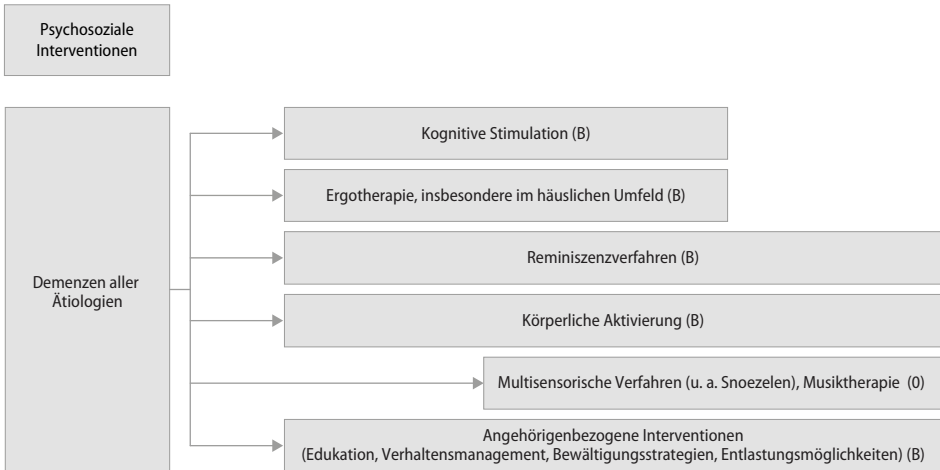 Psychosoziale
Interventionen
Demenzen aller
Ätiologien
Kognitive Stimulation (B)
Ergotherapie, insbesondere im häuslichen Umfeld (B)
Reminiszenzverfahren (B)
Körperliche Aktivierung (B)
Multisensorische Verfahren (u. a. Snoezelen), Musiktherapie (0)
Angehörigenbezogene Interventionen
(Edukation, Verhaltensmanagement, Bewältigungsstrategien, Entlastungsmöglichkeiten) (B)